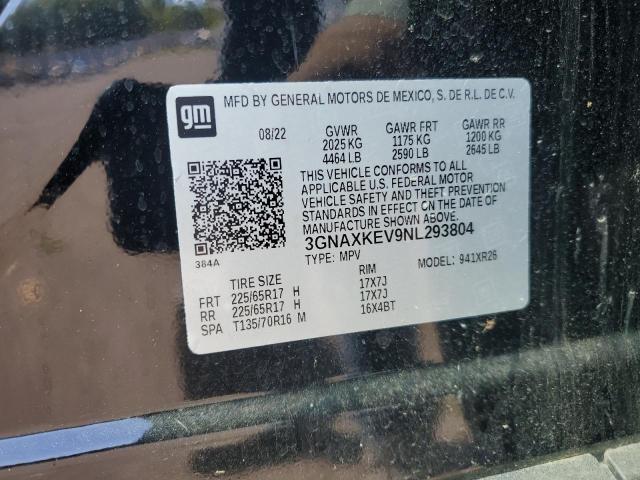 gm
MFD BY GENERAL MOTORS DE MEXICO, S. DE R.L. DE C.V.
08/22 GVWR GAWR FRT GAWR RR
2025 KG 1175 KG 1200 KG
4464 LB 2590 LB 2645 LB
THIS VEHICLE CONFORMS TO ALL
APPLICABLE U.S. FEDERAL MOTOR
VEHICLE SAFETY AND THEFT PREVENTION
STANDARDS IN EFFECT ON THE DATE OF
MANUFACTURE SHOWN ABOVE.
3GNAXKEV9NL293804
384A TYPE: MPV MODEL: 941XR26
TIRE SIZE RIM
FRT 225/65R17 H 17X7J
RR 225/65R17 H 17X7J
SPA T135/70R16 M 16X4BT